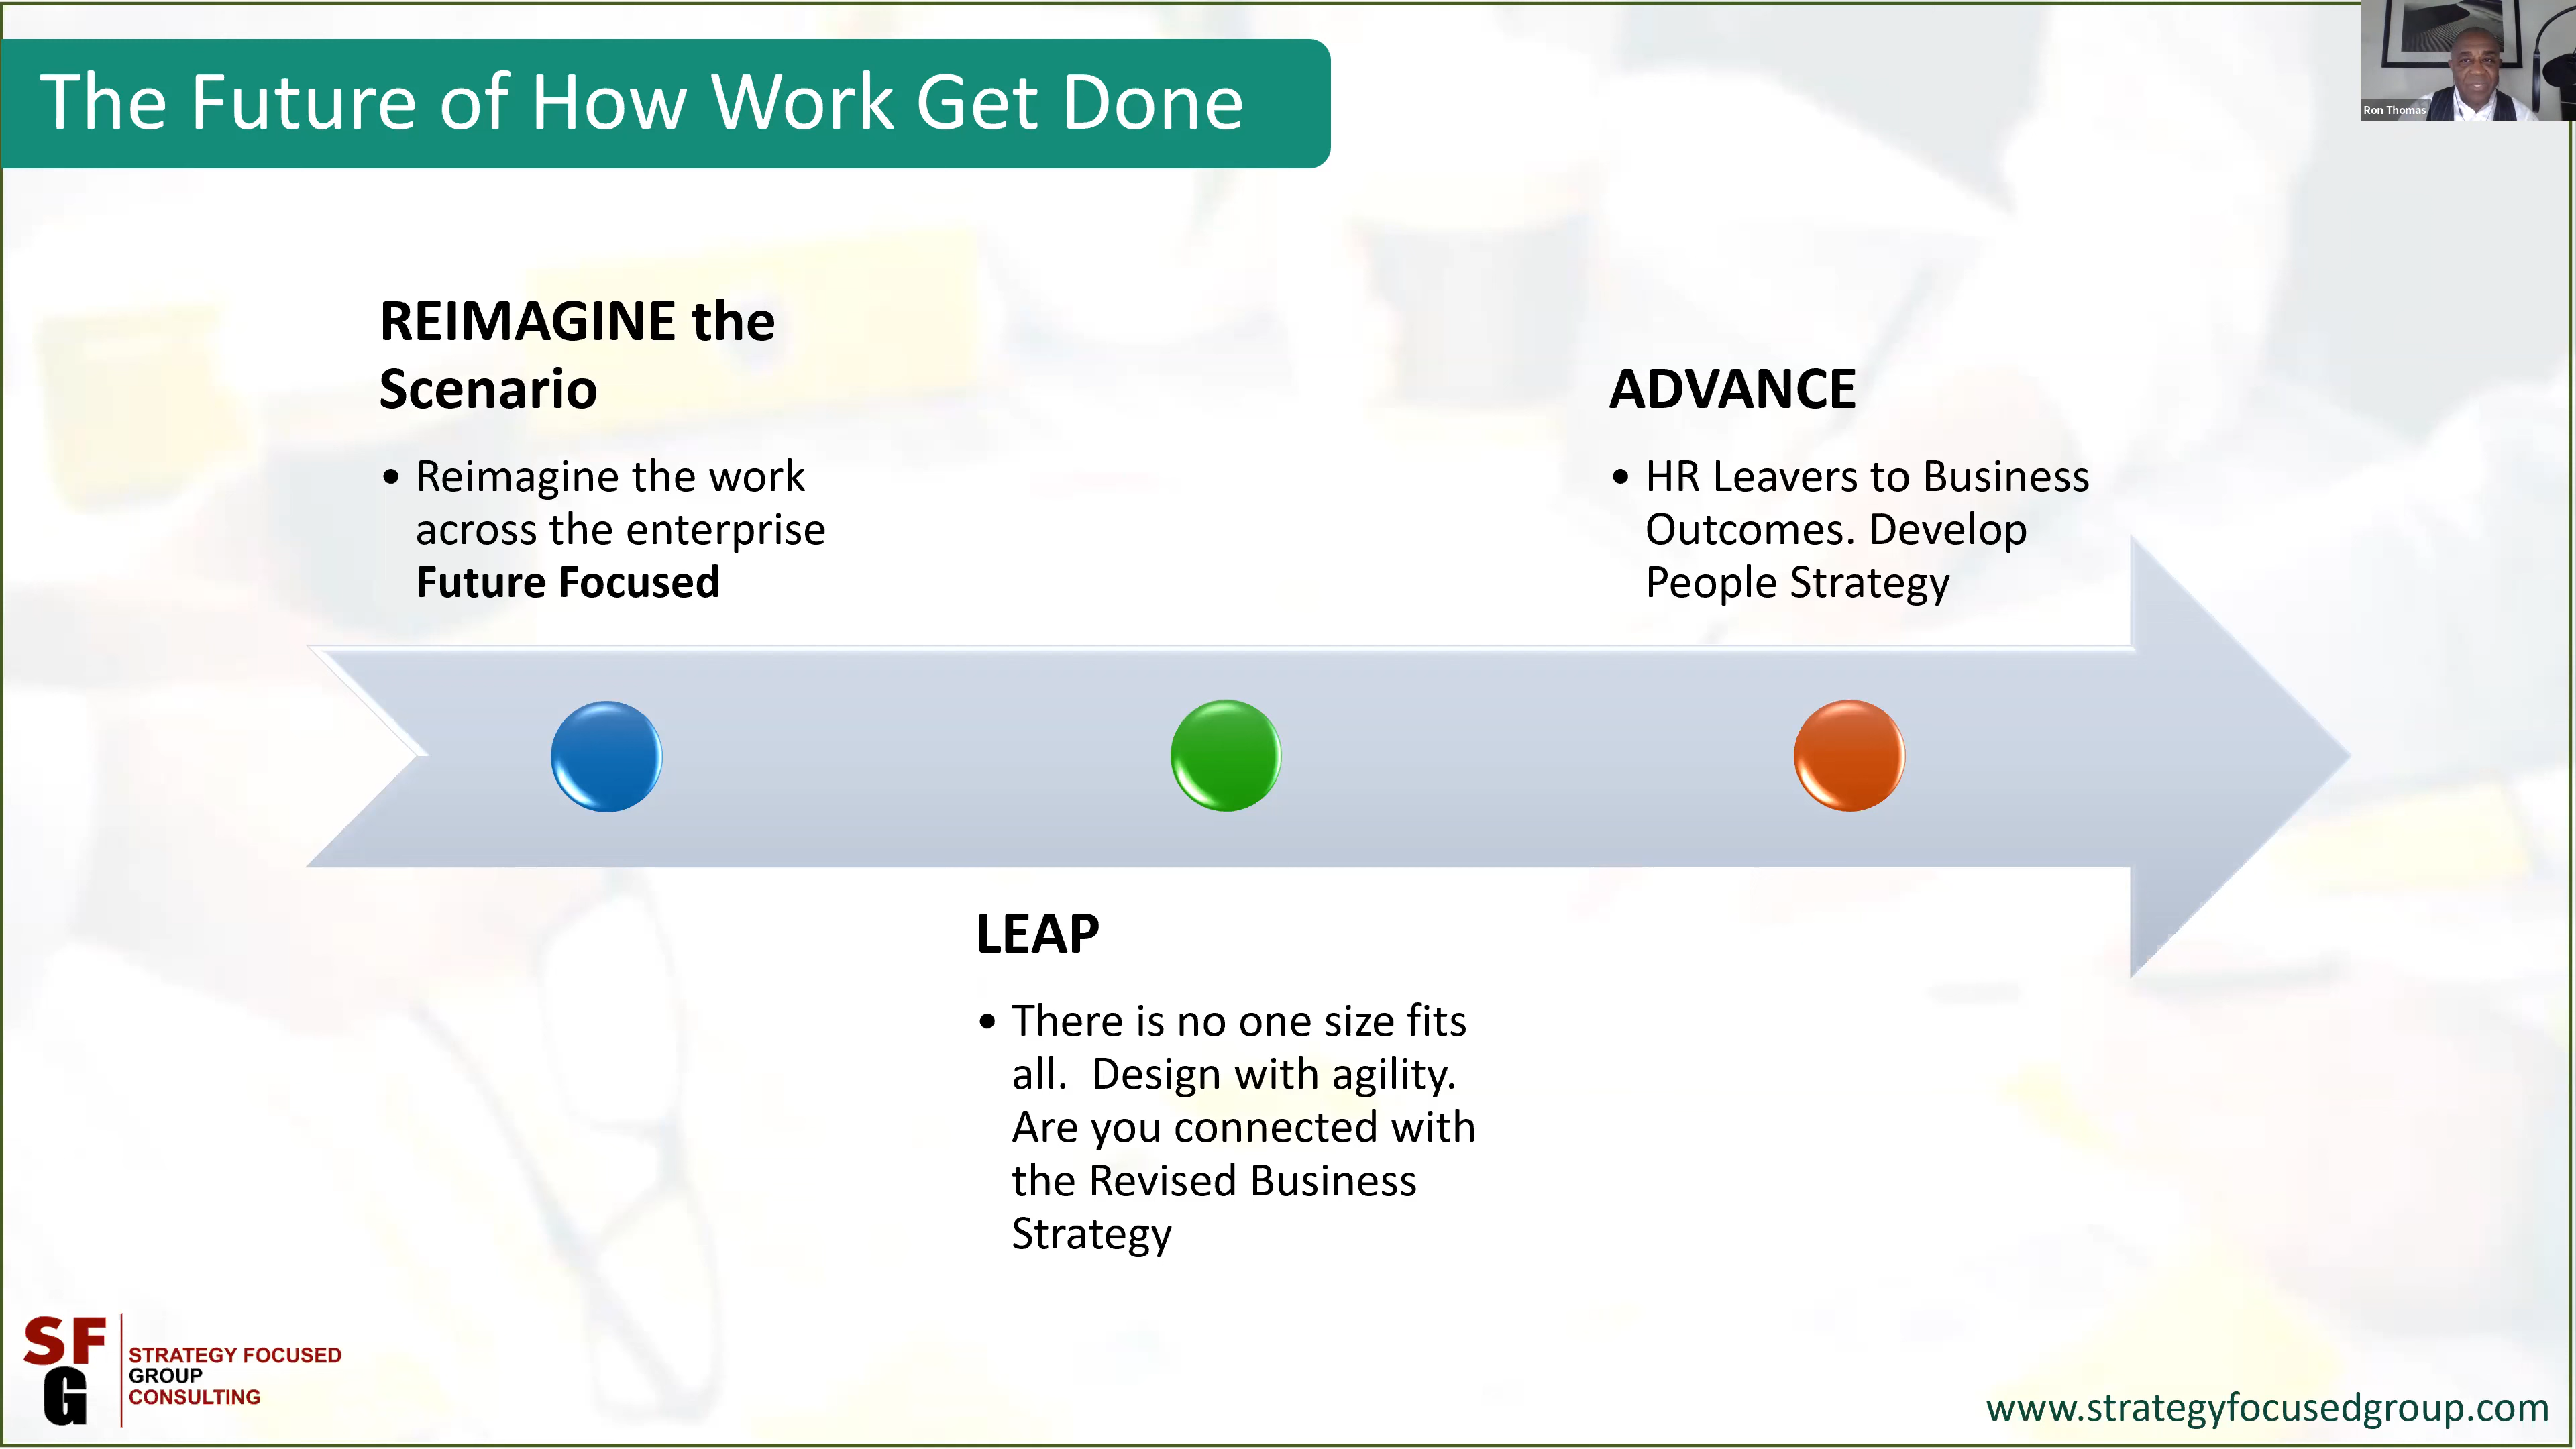 The Future of How Work Get Done
Ron Thomas
REIMAGINE the
Scenario
• Reimagine the work
across the enterprise
Future Focused
ADVANCE
• HR Leavers to Business
Outcomes. Develop
People Strategy
LEAP
• There is no one size fits
all.  Design with agility.
Are you connected with
the Revised Business
Strategy
SF
G
STRATEGY FOCUSED
GROUP
CONSULTING
www.strategyfocusedgroup.com